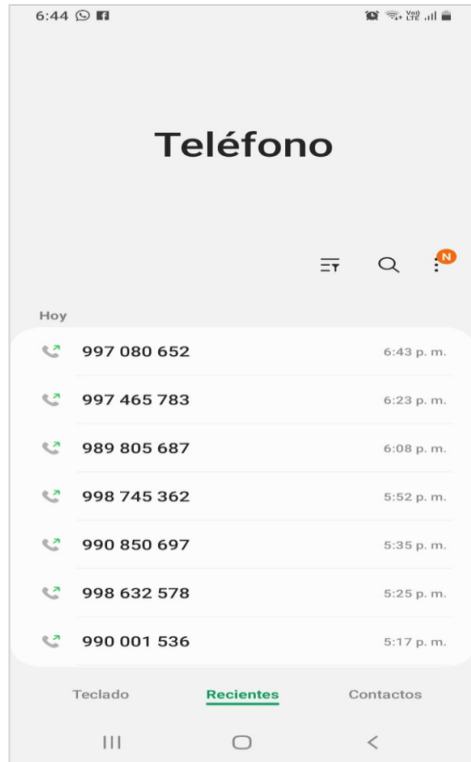 6:44
Vo))
LTE
Teléfono
N
Hoy
997 080 652 6:43 p. m.
997 465 783 6:23 p. m.
989 805 687 6:08 p. m.
998 745 362 5:52 p. m.
990 850 697 5:35 p. m.
998 632 578 5:25 p. m.
990 001 536 5:17 p. m.
Teclado Recientes Contactos